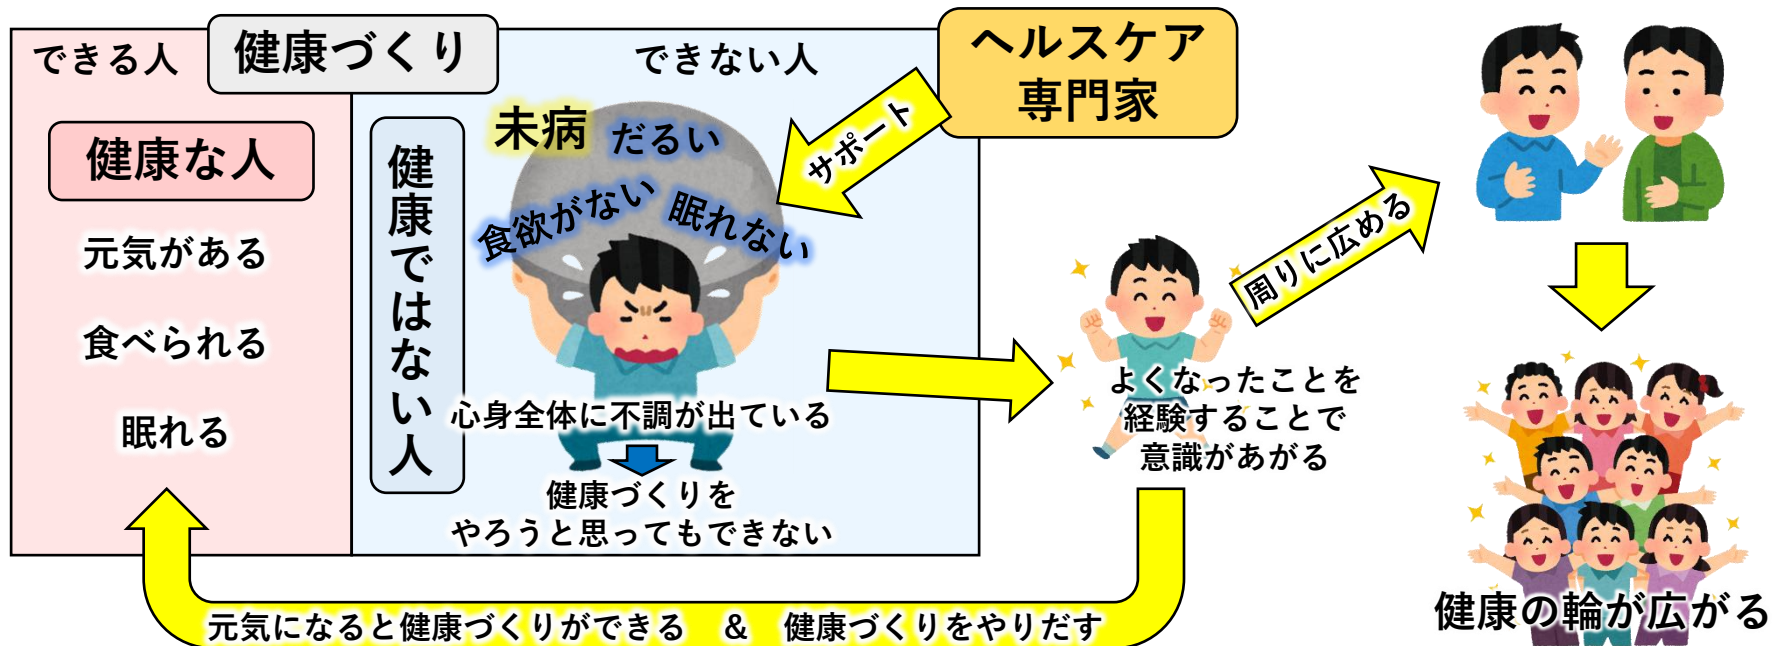 できる人
健康づくり
できない人
ヘルスケア
専門家
健康な人
元気がある
食べられる
眠れる
健康ではない人
未病
だるい
食欲がない
眠れない
サポート
心身全体に不調が出ている
健康づくりを
やろうと思ってもできない
よくなったことを
経験することで
意識があがる
周りに広める
健康の輪が広がる
元気になると健康づくりができる ＆ 健康づくりをやりだす